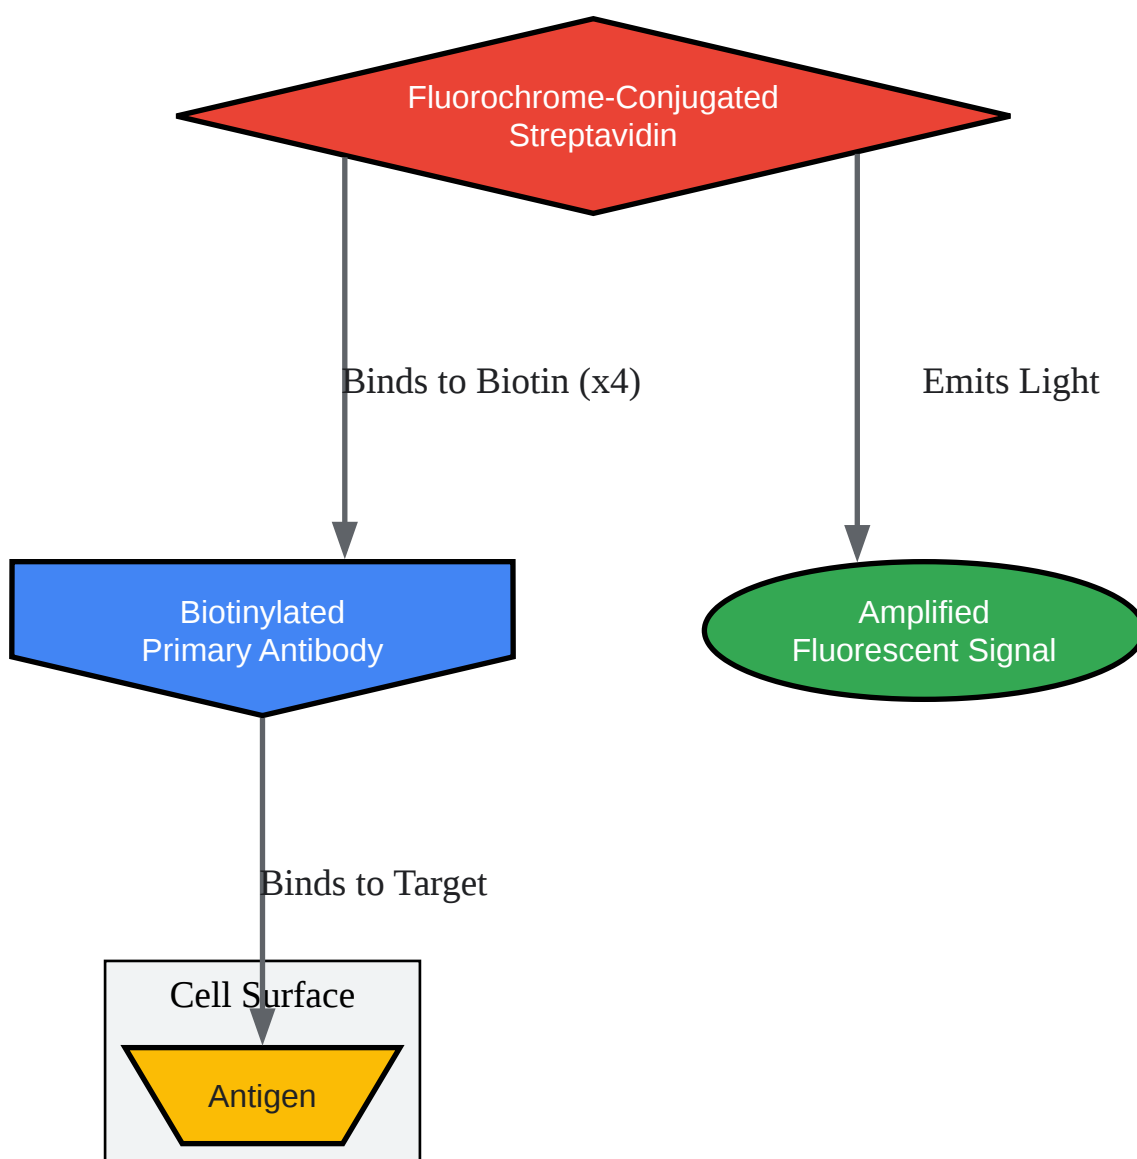 Fluorochrome-Conjugated
Streptavidin
Binds to Biotin (x4)
Emits Light
Biotinylated
Primary Antibody
Amplified
Fluorescent Signal
Binds to Target
Cell Surface
Antigen